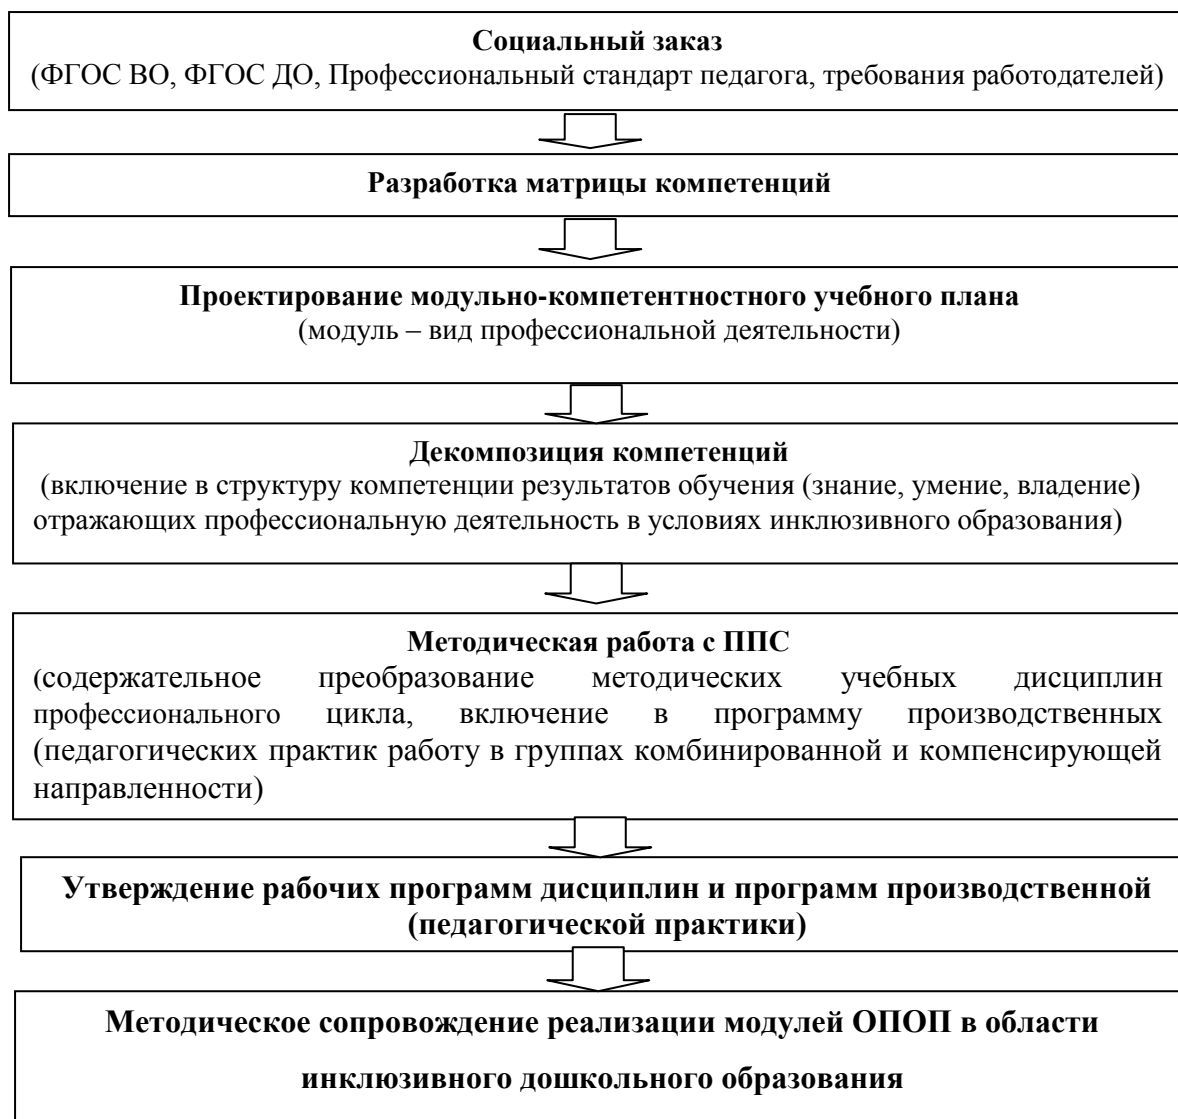 Социальный заказ
(ФГОС ВО, ФГОС ДО, Профессиональный стандарт педагога, требования работодателей)
Разработка матрицы компетенций
Проектирование модульно-компетентностного учебного плана
(модуль – вид профессиональной деятельности)
Декомпозиция компетенций
(включение в структуру компетенции результатов обучения (знание, умение, владение)
отражающих профессиональную деятельность в условиях инклюзивного образования)
Методическая работа с ППС
(содержательное преобразование методических учебных дисциплин
профессионального цикла, включение в программу производственных
(педагогических практик работу в группах комбинированной и компенсирующей
направленности)
Утверждение рабочих программ дисциплин и программ производственной
(педагогической практики)
Методическое сопровождение реализации модулей ОПОП в области
инклюзивного дошкольного образования